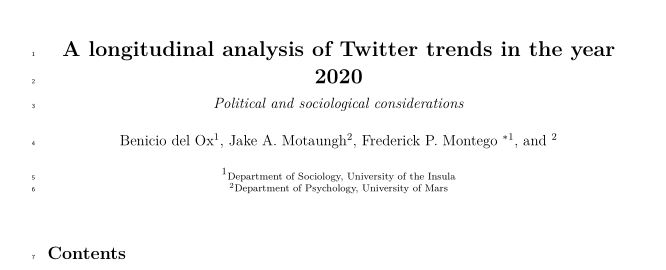 1 A longitudinal analysis of Twitter trends in the year
2 2020
3 Political and sociological considerations
4 Benicio del Ox¹, Jake A. Motaungh², Frederick P. Montego *¹, and ²
5 ¹Department of Sociology, University of the Insula
6 ²Department of Psychology, University of Mars
7 Contents